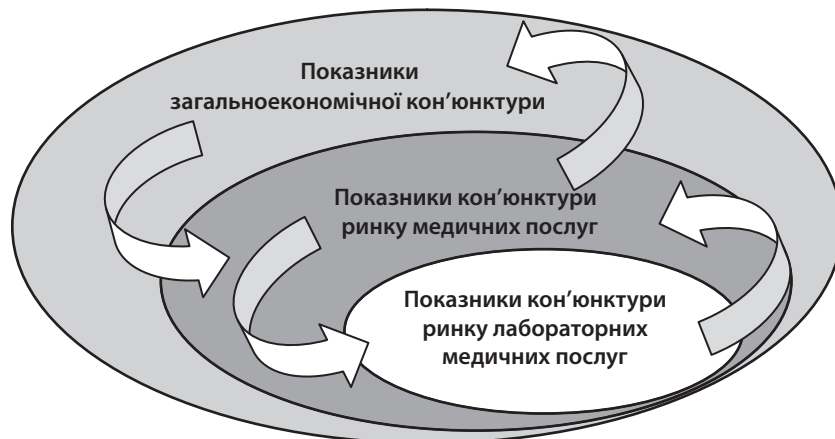 Показники
загальноекономічної кон’юнктури
Показники кон’юнктури
ринку медичних послуг
Показники кон’юнктури
ринку лабораторних
медичних послуг